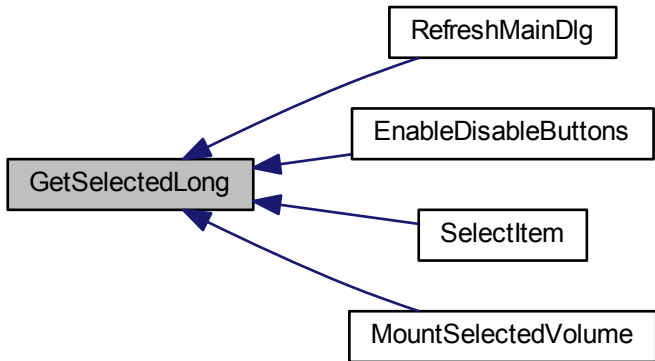 RefreshMainDlg
EnableDisableButtons
GetSelectedLong
SelectItem
MountSelectedVolume